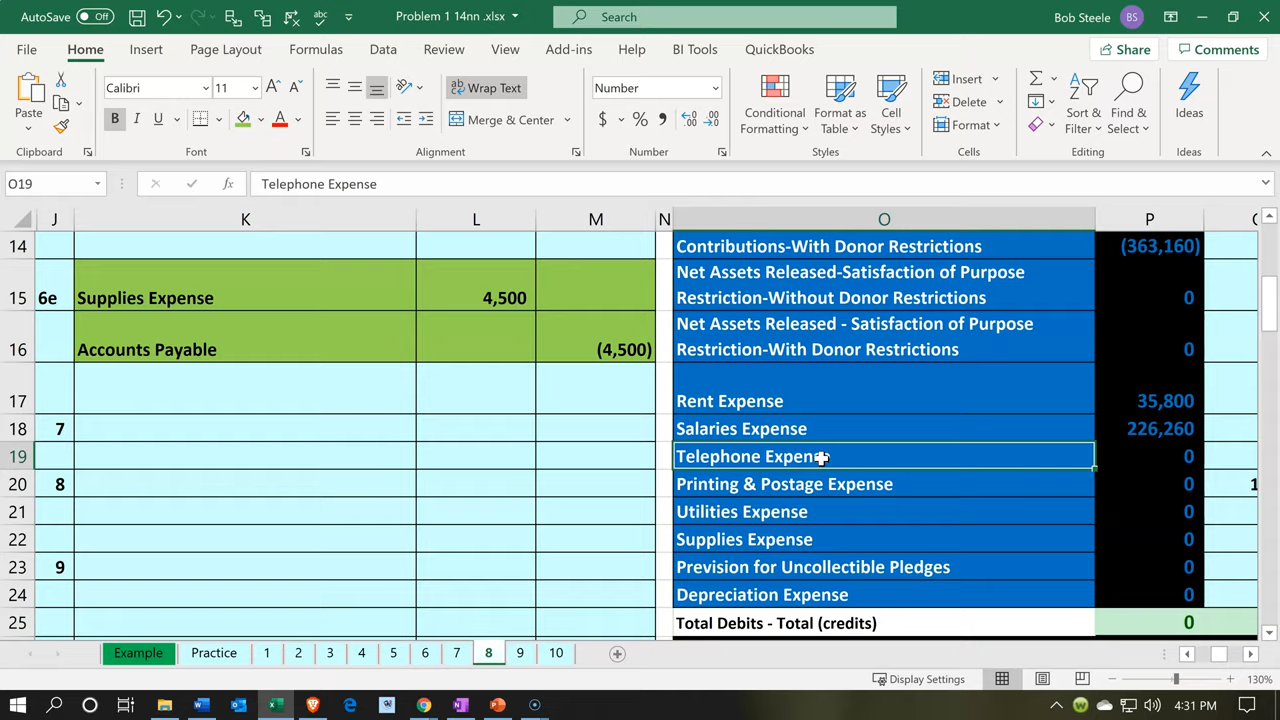 AutoSave Off Problem 1 14nn .xlsx Search Bob Steele BS
File Home Insert Page Layout Formulas Data Review View Add-ins Help BI Tools QuickBooks Share Comments
Paste Calibri 11 Wrap Text Number Conditional Formatting Format as Table Cell Styles Insert Delete Format Sort & Filter Find & Select Ideas
B I U Merge & Center $ % ,
Clipboard Font Alignment Number Styles Cells Editing Ideas
O19 fx Telephone Expense
J K L M N O P
14 Contributions-With Donor Restrictions (363,160)
Net Assets Released-Satisfaction of Purpose
15 6e Supplies Expense 4,500 Restriction-Without Donor Restrictions 0
Net Assets Released - Satisfaction of Purpose
16 Accounts Payable (4,500) Restriction-With Donor Restrictions 0
17 Rent Expense 35,800
18 7 Salaries Expense 226,260
19 Telephone Expense 0
20 8 Printing & Postage Expense 0 1
21 Utilities Expense 0
22 Supplies Expense 0
23 9 Prevision for Uncollectible Pledges 0
24 Depreciation Expense 0
25 Total Debits - Total (credits) 0
Example Practice 1 2 3 4 5 6 7 8 9 10
Display Settings 130%
4:31 PM